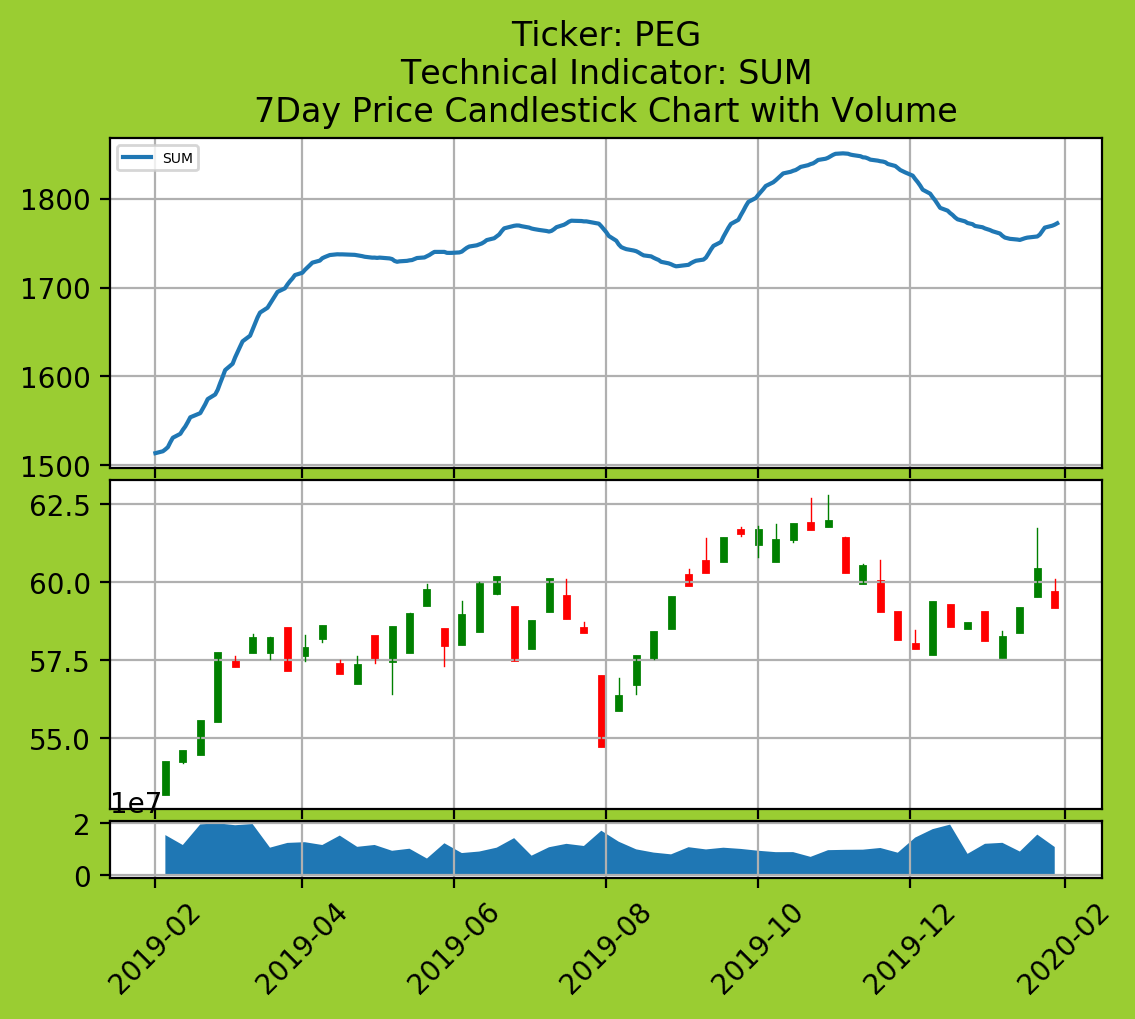 Ticker: PEG
Technical Indicator: SUM
7Day Price Candlestick Chart with Volume
SUM
1800
1700
1600
1500
62.5
60.0
57.5
55.0
1e7
2
0
2019-02 2019-04 2019-06 2019-08 2019-10 2019-12 2020-02